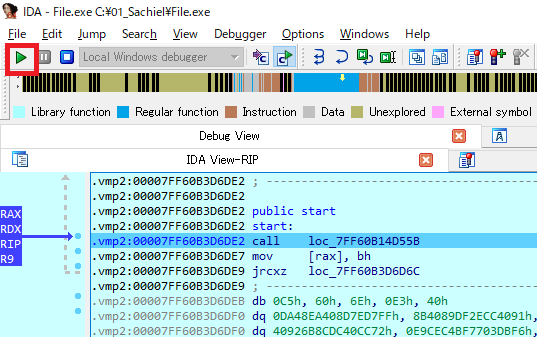 IDA - File.exe C:¥01_Sachiel¥File.exe
File Edit Jump Search View Debugger Options Windows Help
Local Windows debugger
Library function Regular function Instruction Data Unexplored External symbol
Debug View
IDA View-RIP
.vmp2:00007FF60B3D6DE2 ; ---------------------------------------
.vmp2:00007FF60B3D6DE2
.vmp2:00007FF60B3D6DE2 public start
.vmp2:00007FF60B3D6DE2 start:
.vmp2:00007FF60B3D6DE2 call loc_7FF60B14D55B
.vmp2:00007FF60B3D6DE7 mov [rax], bh
.vmp2:00007FF60B3D6DE9 jrcxz loc_7FF60B3D6D6C
.vmp2:00007FF60B3D6DE9 ; ---------------------------------------
.vmp2:00007FF60B3D6DEB db 0C5h, 60h, 6Eh, 0E3h, 40h
.vmp2:00007FF60B3D6DF0 dq 0DA48EA408D7ED7FFh, 8B4089DF2ECC4091h,
.vmp2:00007FF60B3D6DF0 dq 40926B8CDC40CC72h, 0E9CEC4BF7703DBF6h,
RAX
RDX
RIP
R9